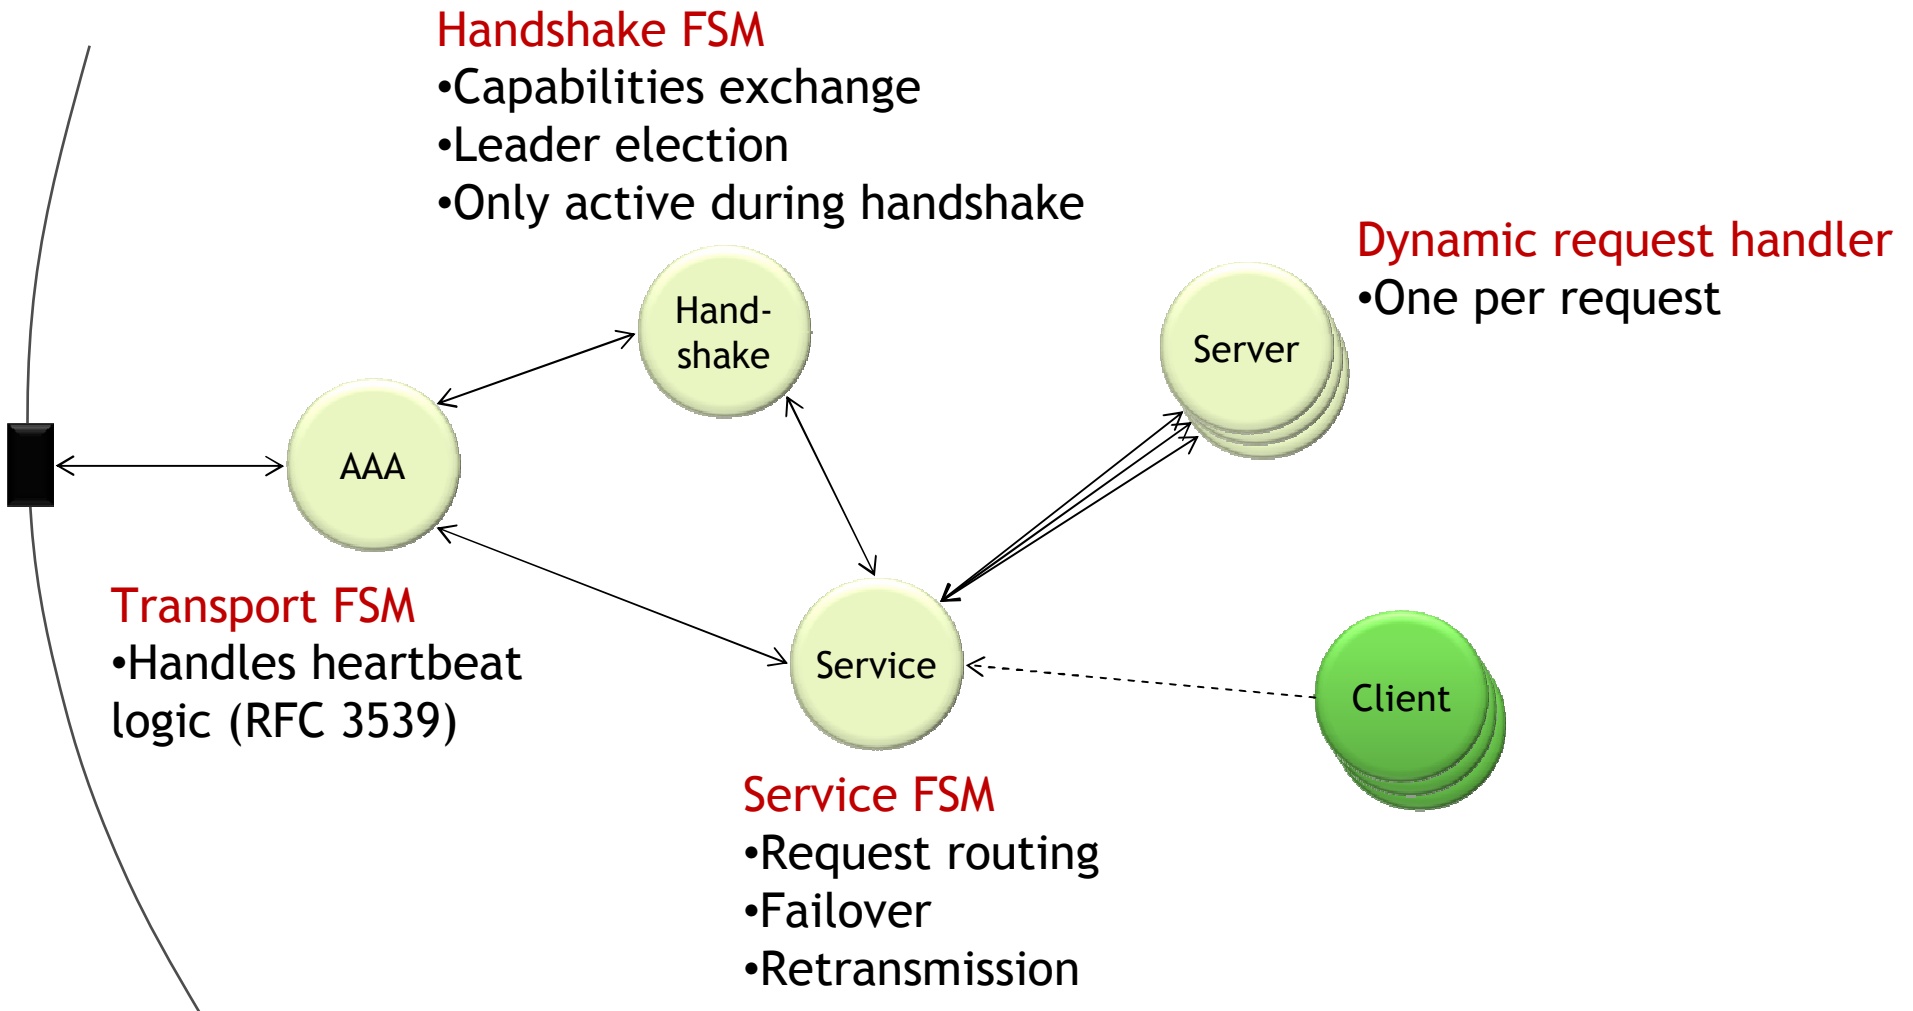 Handshake FSM
•Capabilities exchange
•Leader election
•Only active during handshake
Dynamic request handler
•One per request
Hand-
shake
Server
AAA
Transport FSM
•Handles heartbeat
logic (RFC 3539)
Service
Client
Service FSM
•Request routing
•Failover
•Retransmission